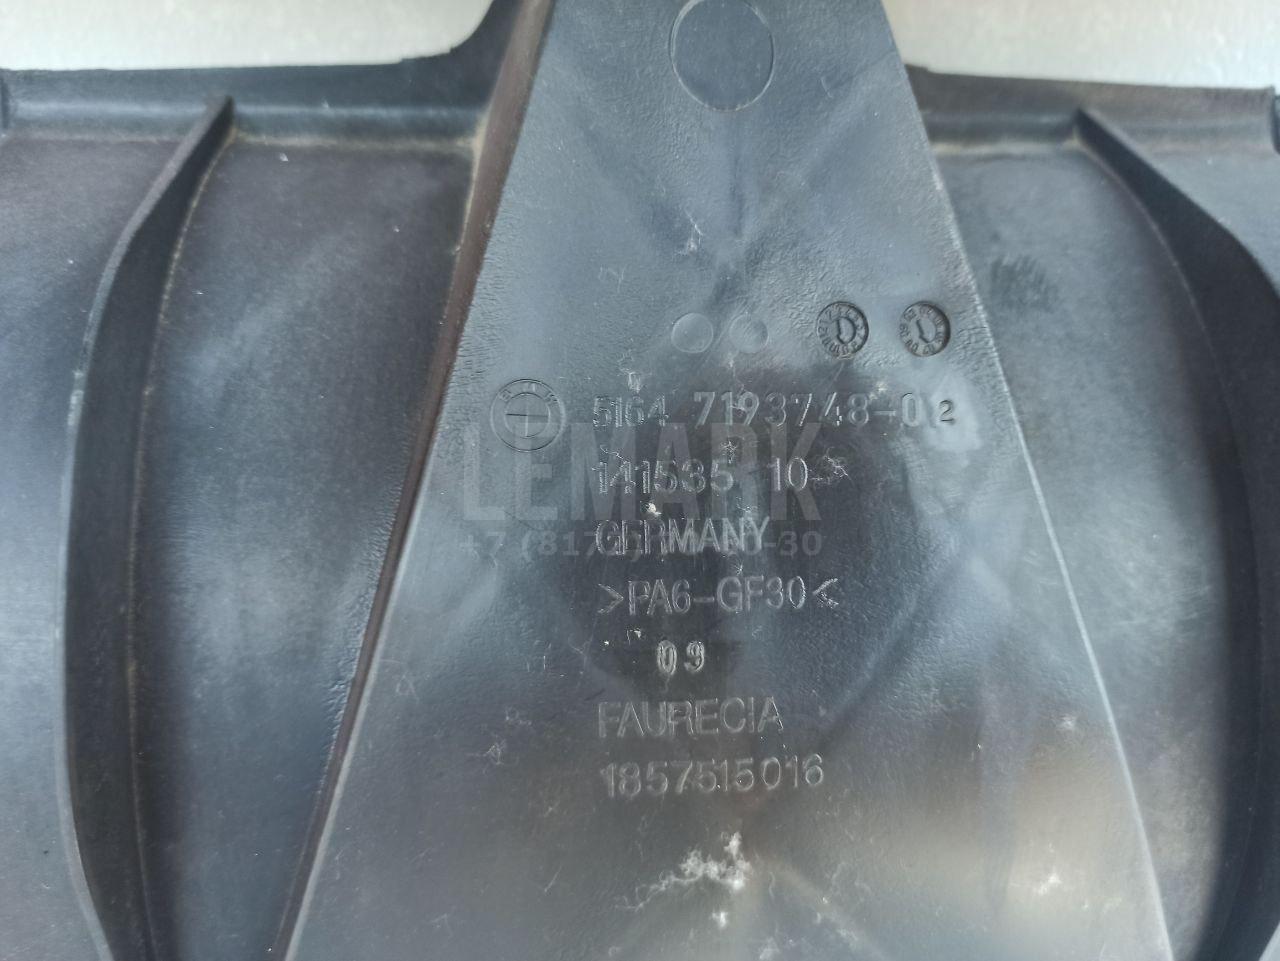 5164 7193748-02
141535 10
GERMANY
>PA6-GF30<
09
FAURECIA
1857515016
LEMARK